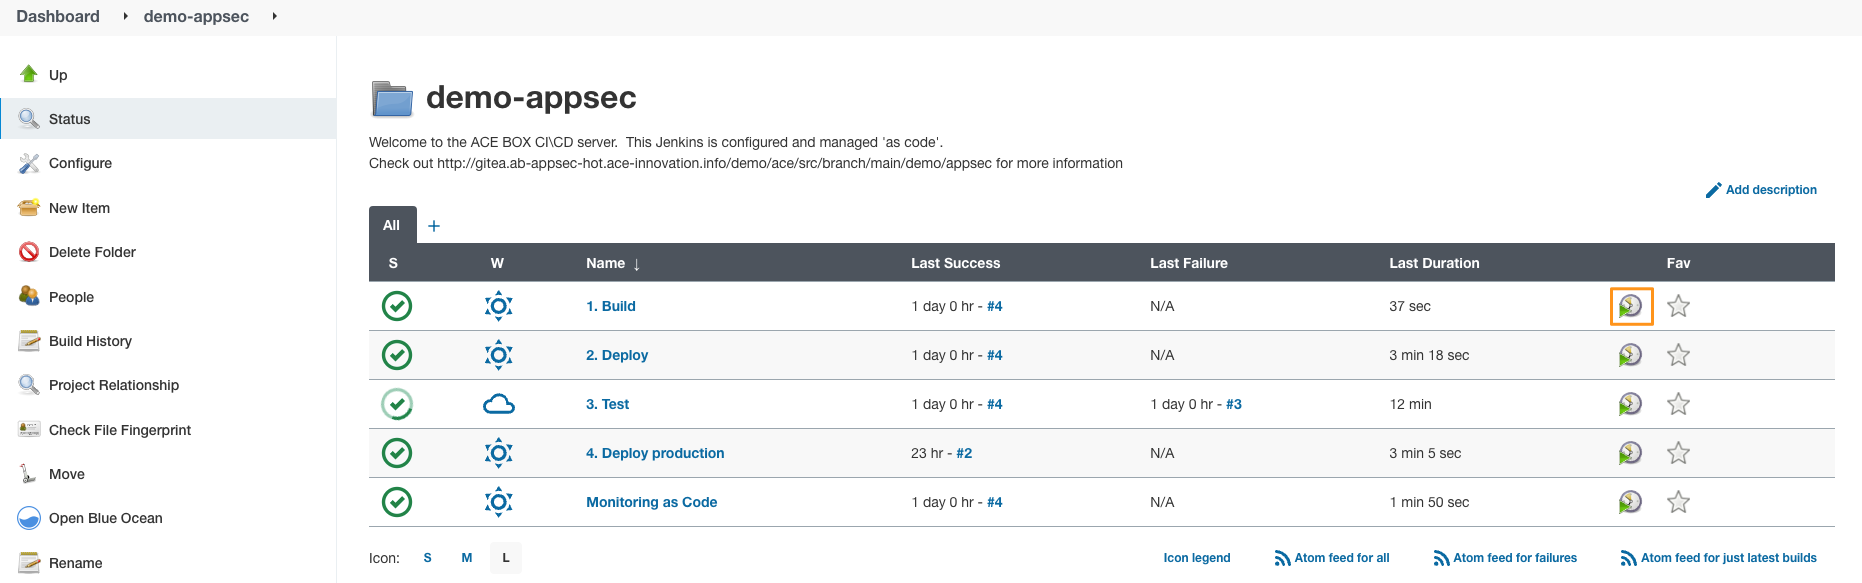 Dashboard demo-appsec
Up
Status
Configure
New Item
Delete Folder
People
Build History
Project Relationship
Check File Fingerprint
Move
Open Blue Ocean
Rename
demo-appsec
Welcome to the ACE BOX CI\CD server. This Jenkins is configured and managed 'as code'.
Check out http://gitea.ab-appsec-hot.ace-innovation.info/demo/ace/src/branch/main/demo/appsec for more information
Add description
All +
S W Name ↓ Last Success Last Failure Last Duration Fav
1. Build 1 day 0 hr - #4 N/A 37 sec
2. Deploy 1 day 0 hr - #4 N/A 3 min 18 sec
3. Test 1 day 0 hr - #4 1 day 0 hr - #3 12 min
4. Deploy production 23 hr - #2 N/A 3 min 5 sec
Monitoring as Code 1 day 0 hr - #4 N/A 1 min 50 sec
Icon: S M L Icon legend Atom feed for all Atom feed for failures Atom feed for just latest builds